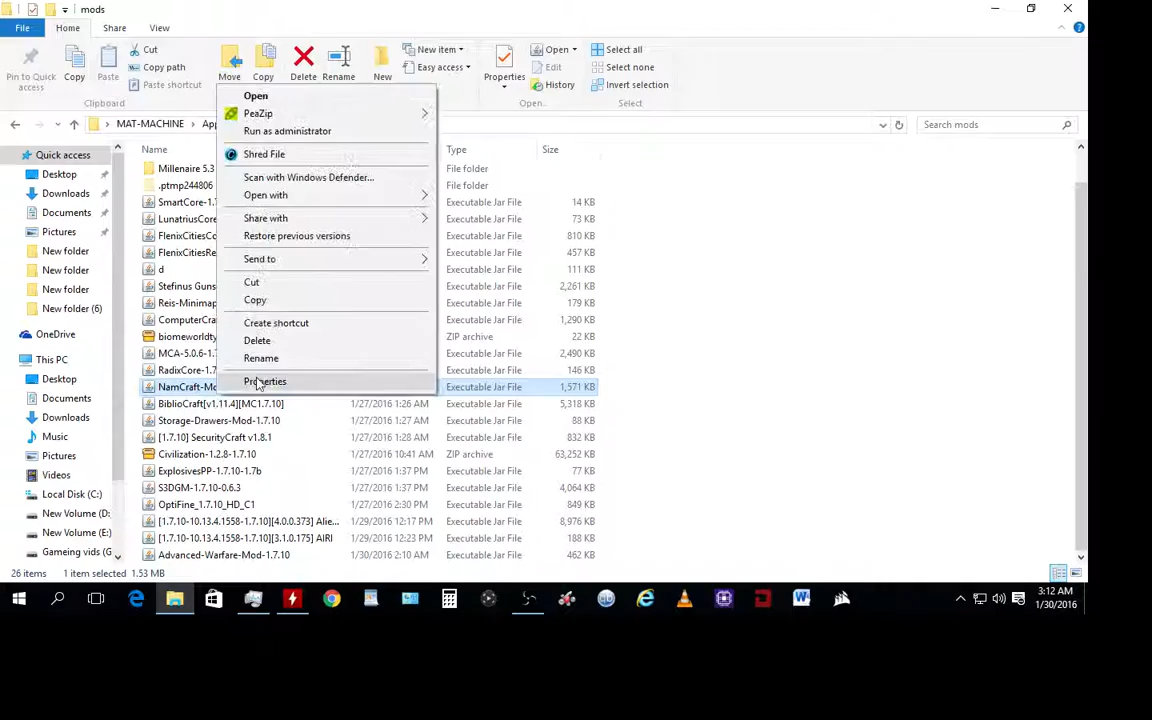 mods
File Home Share View
Pin to Quick access
Copy
Paste
Cut
Copy path
Paste shortcut
Clipboard
Move
Copy
Delete
Rename
New
New item
Easy access
Properties
Open
Edit
History
Open
Select all
Select none
Invert selection
Select
MAT-MACHINE
Search mods
Name Type Size
Quick access
Desktop
Downloads
Documents
Pictures
New folder
New folder
New folder
New folder (6)
OneDrive
This PC
Desktop
Documents
Downloads
Music
Pictures
Videos
Local Disk (C:)
New Volume (D:
New Volume (E:)
Gameing vids (G
Open
PeaZip
Run as administrator
Shred File
Scan with Windows Defender...
Open with
Share with
Restore previous versions
Send to
Cut
Copy
Create shortcut
Delete
Rename
Properties
Millenaire 5.3 File folder
.ptmp244806 File folder
SmartCore-1.7 Executable Jar File 14 KB
LunatriusCore Executable Jar File 73 KB
FlenixCitiesCo Executable Jar File 810 KB
FlenixCitiesRe Executable Jar File 457 KB
d Executable Jar File 111 KB
Stefinus Guns Executable Jar File 2,261 KB
Reis-Minimap Executable Jar File 179 KB
ComputerCra Executable Jar File 1,290 KB
biomeworldty ZIP archive 22 KB
MCA-5.0.6-1.7 Executable Jar File 2,490 KB
RadixCore-1.7 Executable Jar File 146 KB
NamCraft-Mo Executable Jar File 1,571 KB
BiblioCraft[v1.11.4][MC1.7.10] 1/27/2016 1:26 AM Executable Jar File 5,318 KB
Storage-Drawers-Mod-1.7.10 1/27/2016 1:27 AM Executable Jar File 88 KB
[1.7.10] SecurityCraft v1.8.1 1/27/2016 1:28 AM Executable Jar File 832 KB
Civilization-1.2.8-1.7.10 1/27/2016 10:41 AM ZIP archive 63,252 KB
ExplosivesPP-1.7.10-1.7b 1/27/2016 1:37 PM Executable Jar File 77 KB
S3DGM-1.7.10-0.6.3 1/27/2016 1:37 PM Executable Jar File 4,064 KB
OptiFine_1.7.10_HD_C1 1/27/2016 2:30 PM Executable Jar File 849 KB
[1.7.10-10.13.4.1558-1.7.10][4.0.0.373] Alie... 1/29/2016 12:17 PM Executable Jar File 8,976 KB
[1.7.10-10.13.4.1558-1.7.10][3.1.0.175] AIRI 1/29/2016 12:23 PM Executable Jar File 188 KB
Advanced-Warfare-Mod-1.7.10 1/30/2016 2:10 AM Executable Jar File 462 KB
26 items 1 item selected 1.53 MB
3:12 AM
1/30/2016